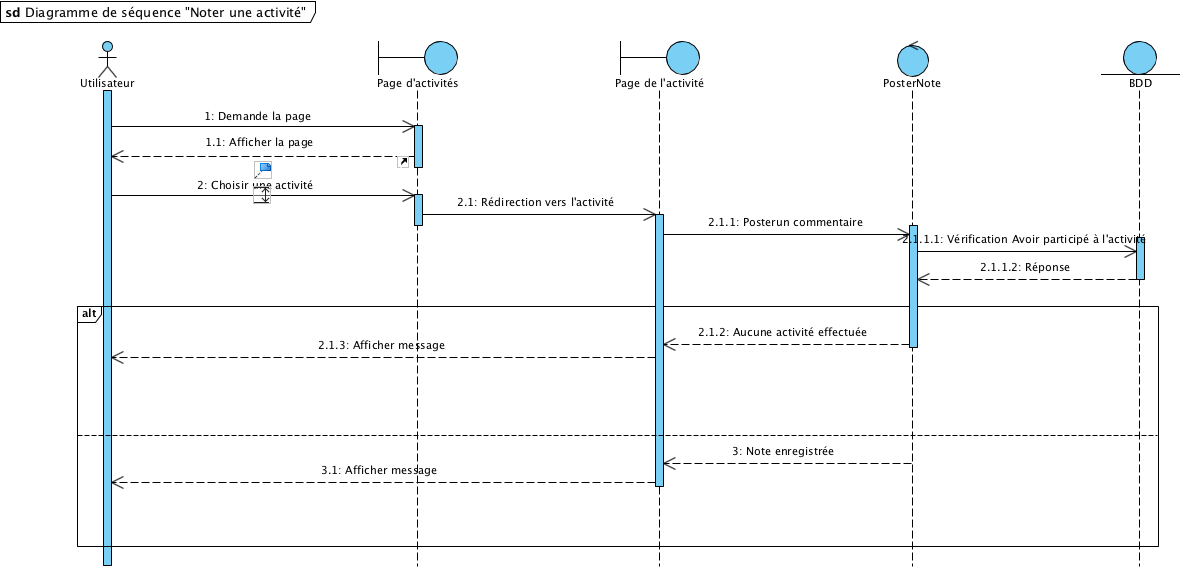 sd Diagramme de séquence "Noter une activité"
Utilisateur
Page d'activités
Page de l'activité
PosterNote
BDD
1: Demande la page
1.1: Afficher la page
2: Choisir une activité
2.1: Rédirection vers l'activité
2.1.1: Posterun commentaire
2.1.1.1: Vérification Avoir participé à l'activité
2.1.1.2: Réponse
alt
2.1.2: Aucune activité effectuée
2.1.3: Afficher message
3: Note enregistrée
3.1: Afficher message